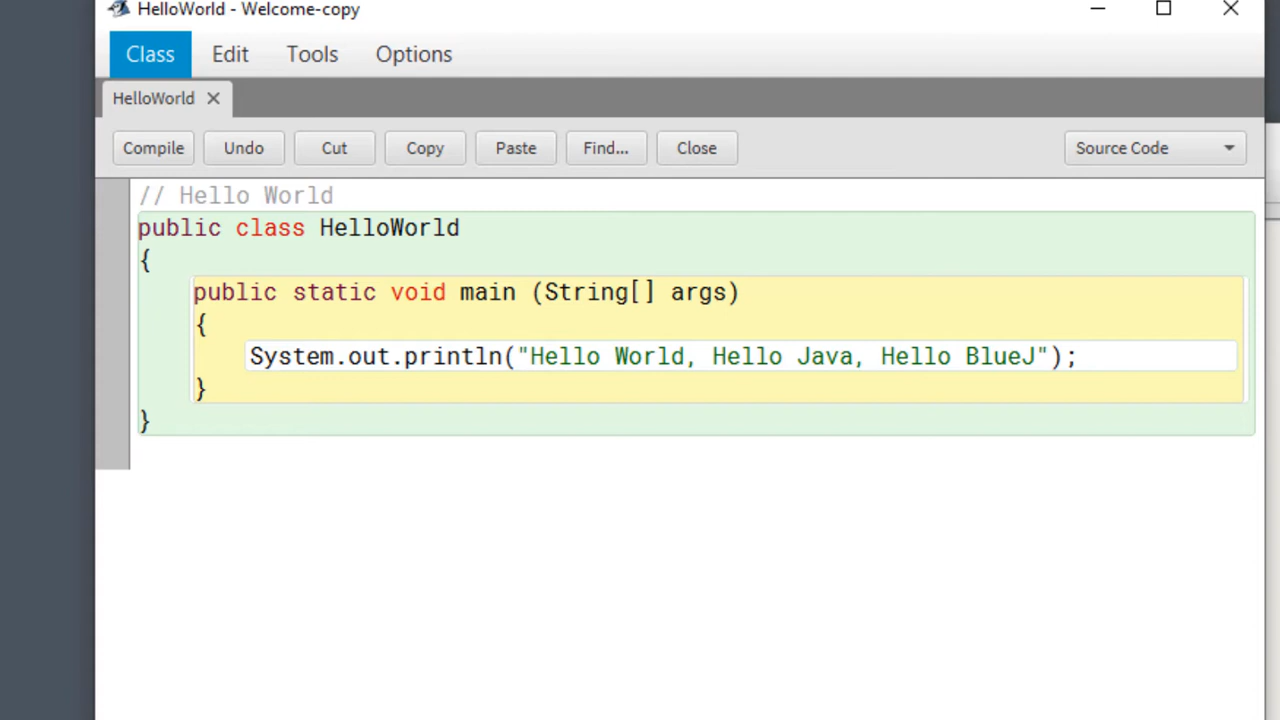 HelloWorld - Welcome-copy
Class Edit Tools Options
HelloWorld
Compile Undo Cut Copy Paste Find... Close Source Code
// Hello World
public class HelloWorld
{
public static void main (String[] args)
{
System.out.println("Hello World, Hello Java, Hello BlueJ");
}
}